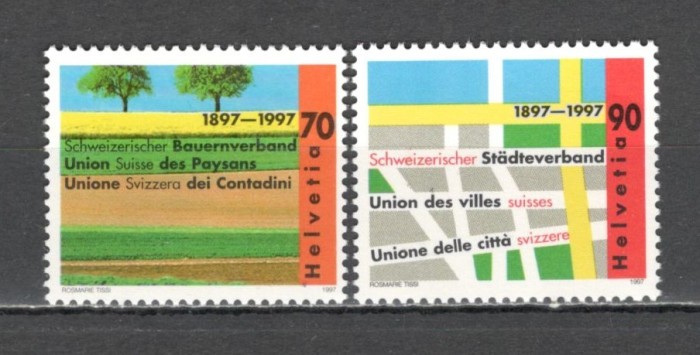 1897–1997
70
Schweizerischer Bauernverband
Union Suisse des Paysans
Unione Svizzera dei Contadini
Helvetia
ROSMARIE TISSI
1997
1897–1997
90
Schweizerischer Städteverband
Union des villes suisses
Unione delle città svizzere
Helvetia
ROSMARIE TISSI
1997